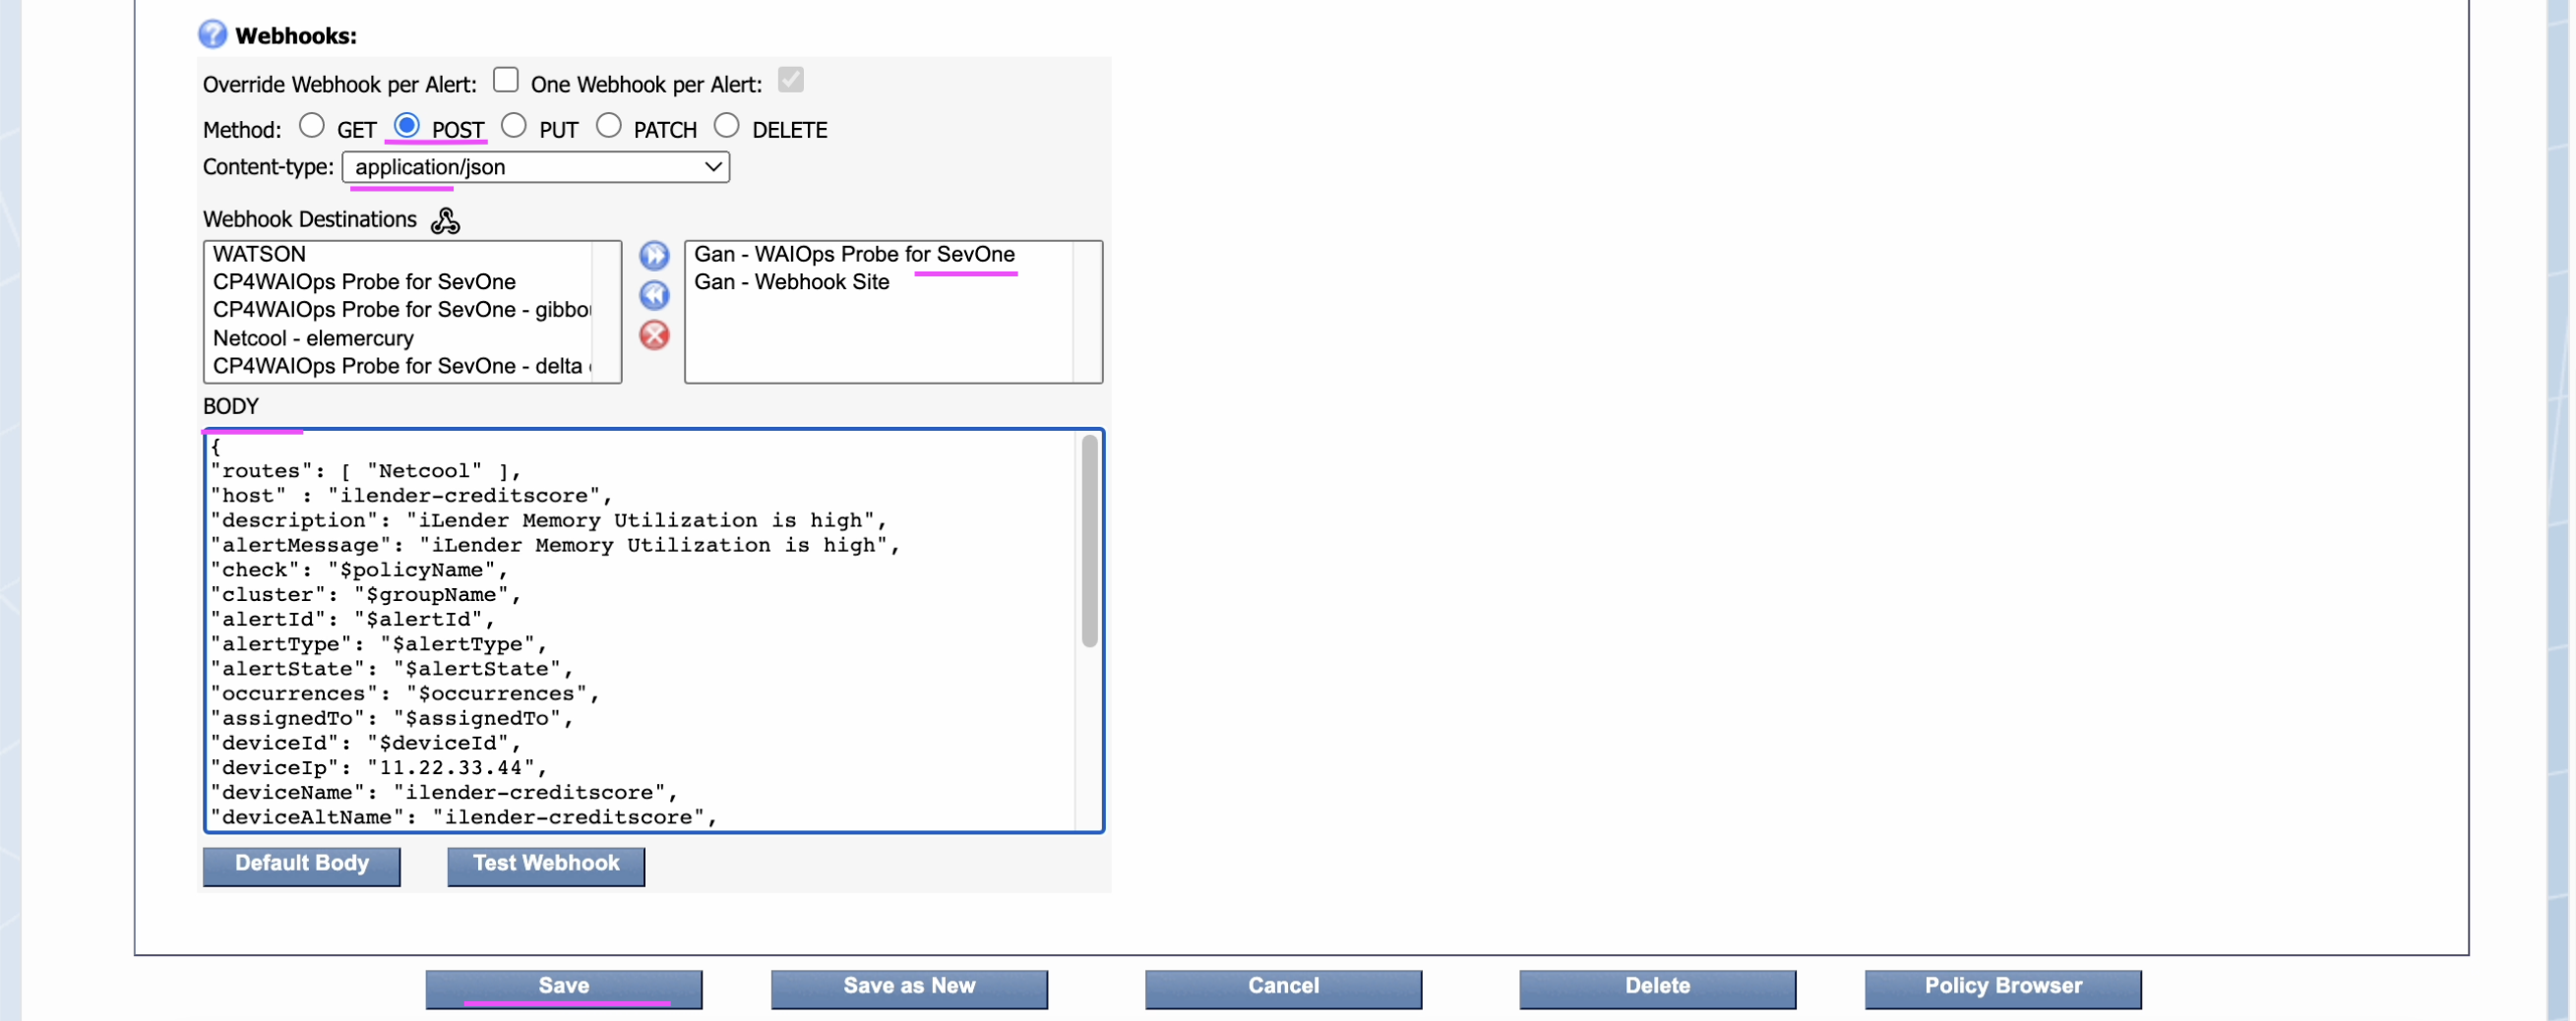 Webhooks:
Override Webhook per Alert: One Webhook per Alert:
Method: GET POST PUT PATCH DELETE
Content-type: application/json
Webhook Destinations
WATSON
CP4WAIOps Probe for SevOne
CP4WAIOps Probe for SevOne - gibbo
Netcool - elemercury
CP4WAIOps Probe for SevOne - delta
Gan - WAIOps Probe for SevOne
Gan - Webhook Site
BODY
{
"routes": [ "Netcool" ],
"host" : "ilender-creditscore",
"description": "iLender Memory Utilization is high",
"alertMessage": "iLender Memory Utilization is high",
"check": "$policyName",
"cluster": "$groupName",
"alertId": "$alertId",
"alertType": "$alertType",
"alertState": "$alertState",
"occurrences": "$occurrences",
"assignedTo": "$assignedTo",
"deviceId": "$deviceId",
"deviceIp": "11.22.33.44",
"deviceName": "ilender-creditscore",
"deviceAltName": "ilender-creditscore",
Default Body Test Webhook
Save Save as New Cancel Delete Policy Browser